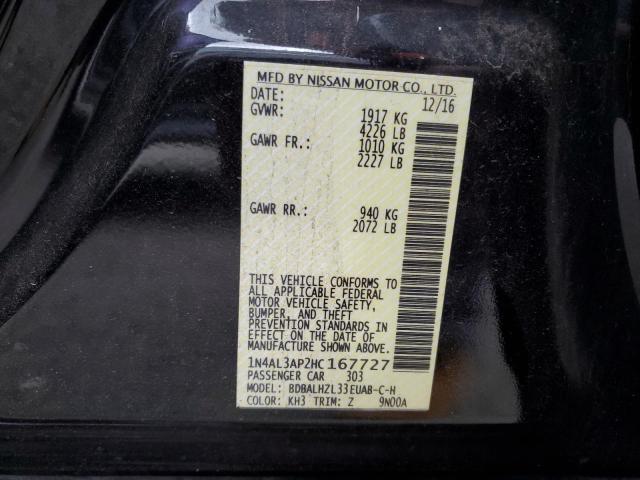 MFD BY NISSAN MOTOR CO., LTD.
DATE: 12/16
GVWR: 1917 KG
4226 LB
GAWR FR.: 1010 KG
2227 LB
GAWR RR.: 940 KG
2072 LB
THIS VEHICLE CONFORMS TO
ALL APPLICABLE FEDERAL
MOTOR VEHICLE SAFETY,
BUMPER, AND THEFT
PREVENTION STANDARDS IN
EFFECT ON THE DATE OF
MANUFACTURE SHOWN ABOVE.
1N4AL3AP2HC167727
PASSENGER CAR 303
MODEL: BDBALHZL33EUAB-C-H
COLOR: KH3 TRIM: Z 9N00A